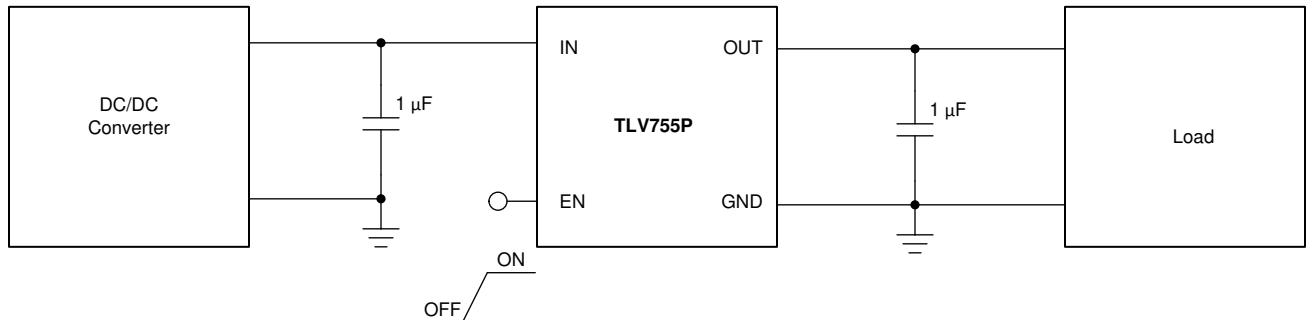 DC/DC
Converter
1 µF
IN
EN
TLV755P
OUT
GND
1 µF
Load
ON
OFF